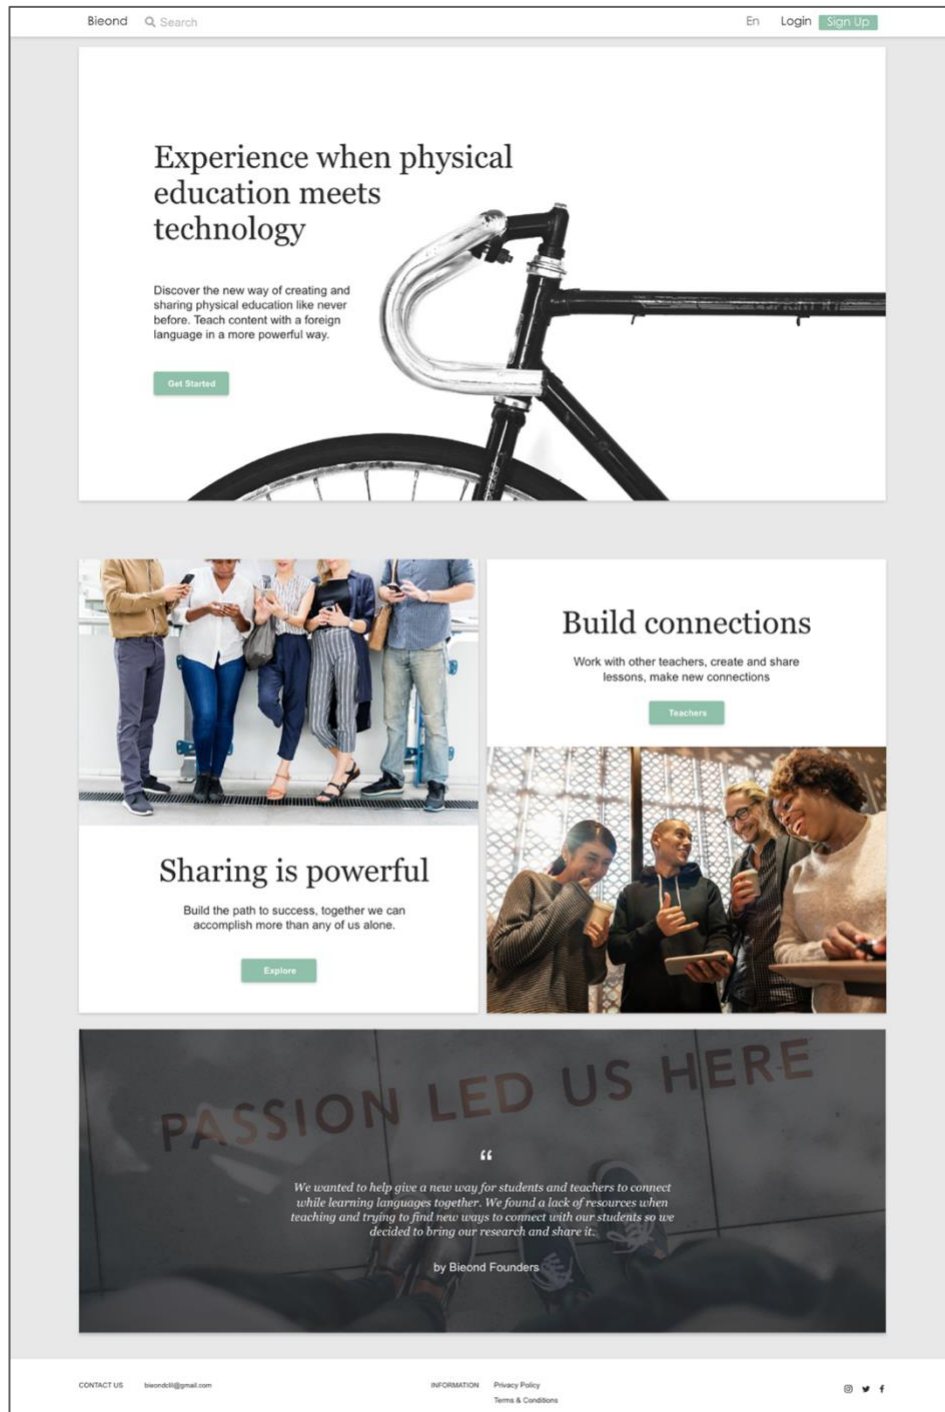 Bieond
Search
En
Login
Sign Up
Experience when physical
education meets
technology
Discover the new way of creating and
sharing physical education like never
before. Teach content with a foreign
language in a more powerful way.
Get Started
Build connections
Work with other teachers, create and share
lessons, make new connections
Teachers
Sharing is powerful
Build the path to success, together we can
accomplish more than any of us alone.
Explore
PASSION LED US HERE
“
We wanted to help give a new way for students and teachers to connect
while learning languages together. We found a lack of resources when
teaching and trying to find new ways to connect with our students so we
decided to bring our research and share it.
by Bieond Founders
CONTACT US
bieondclil@gmail.com
INFORMATION
Privacy Policy
Terms & Conditions